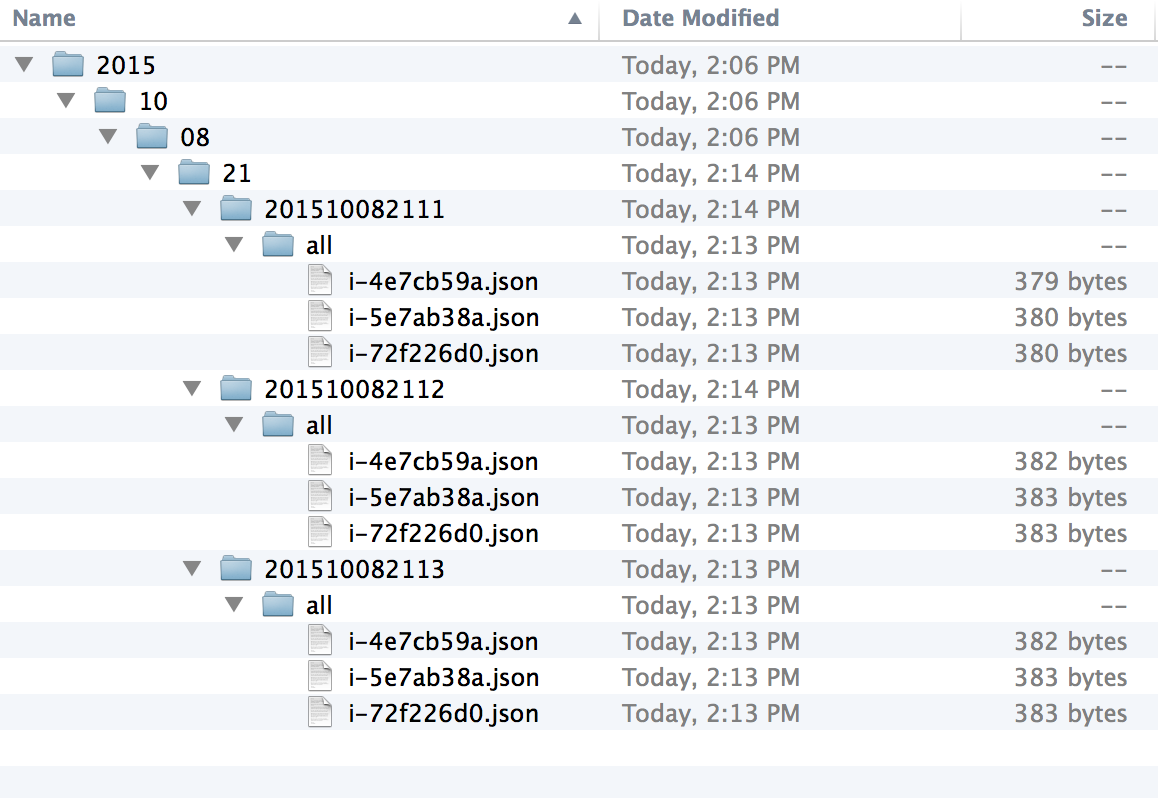 Name Date Modified Size
2015 Today, 2:06 PM --
10 Today, 2:06 PM --
08 Today, 2:06 PM --
21 Today, 2:14 PM --
201510082111 Today, 2:14 PM --
all Today, 2:13 PM --
i-4e7cb59a.json Today, 2:13 PM 379 bytes
i-5e7ab38a.json Today, 2:13 PM 380 bytes
i-72f226d0.json Today, 2:13 PM 380 bytes
201510082112 Today, 2:14 PM --
all Today, 2:13 PM --
i-4e7cb59a.json Today, 2:13 PM 382 bytes
i-5e7ab38a.json Today, 2:13 PM 383 bytes
i-72f226d0.json Today, 2:13 PM 383 bytes
201510082113 Today, 2:13 PM --
all Today, 2:13 PM --
i-4e7cb59a.json Today, 2:13 PM 382 bytes
i-5e7ab38a.json Today, 2:13 PM 383 bytes
i-72f226d0.json Today, 2:13 PM 383 bytes